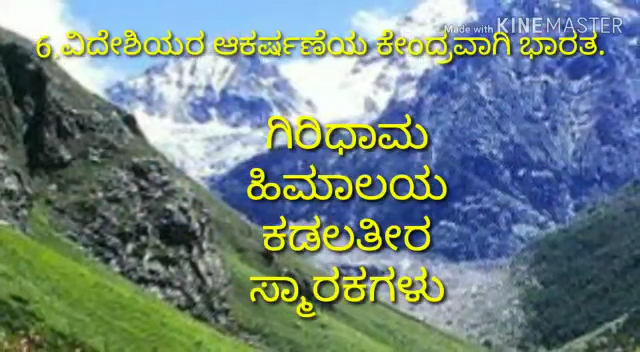 Made with KINEMASTER
6.ವಿದೇಶಿಯರ ಆಕರ್ಷಣೆಯ ಕೇಂದ್ರವಾಗಿ ಭಾರತ.
ಗಿರಿಧಾಮ
ಹಿಮಾಲಯ
ಕಡಲತೀರ
ಸ್ಮಾರಕಗಳು